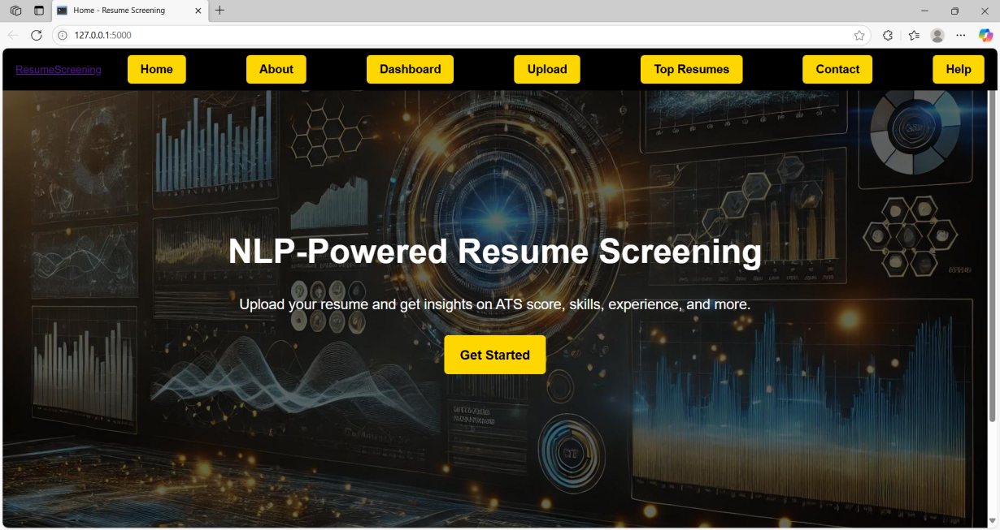 Home - Resume Screening
127.0.0.1:5000
ResumeScreening Home About Dashboard Upload Top Resumes Contact Help
NLP-Powered Resume Screening
Upload your resume and get insights on ATS score, skills, experience, and more.
Get Started